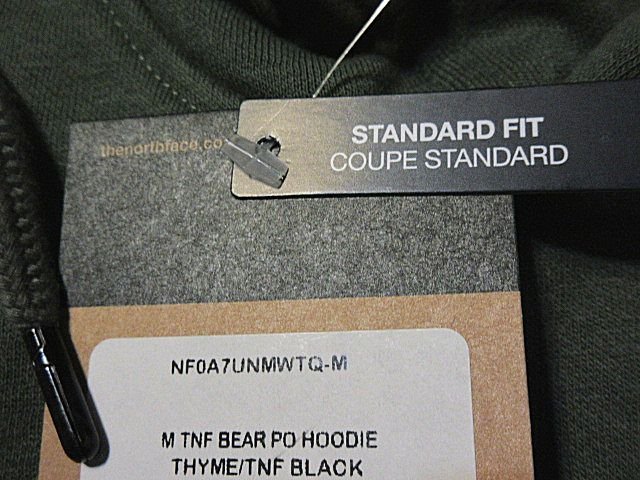 STANDARD FIT
COUPE STANDARD
thenorthface.co
NF0A7UNMWTQ-M
M TNF BEAR PO HOODIE
THYME/TNF BLACK